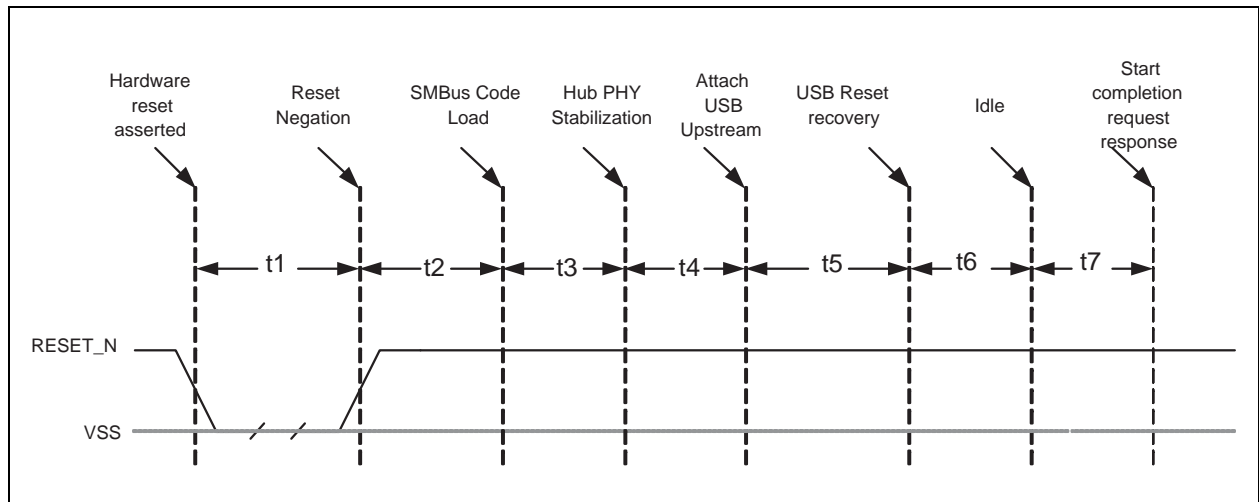 Hardware
reset
asserted
Reset
Negation
SMBus Code
Load
Hub PHY
Stabilization
Attach
USB
Upstream
USB Reset
recovery
Idle
Start
completion
request
response
t1
t2
t3
t4
t5
t6
t7
RESET_N
VSS